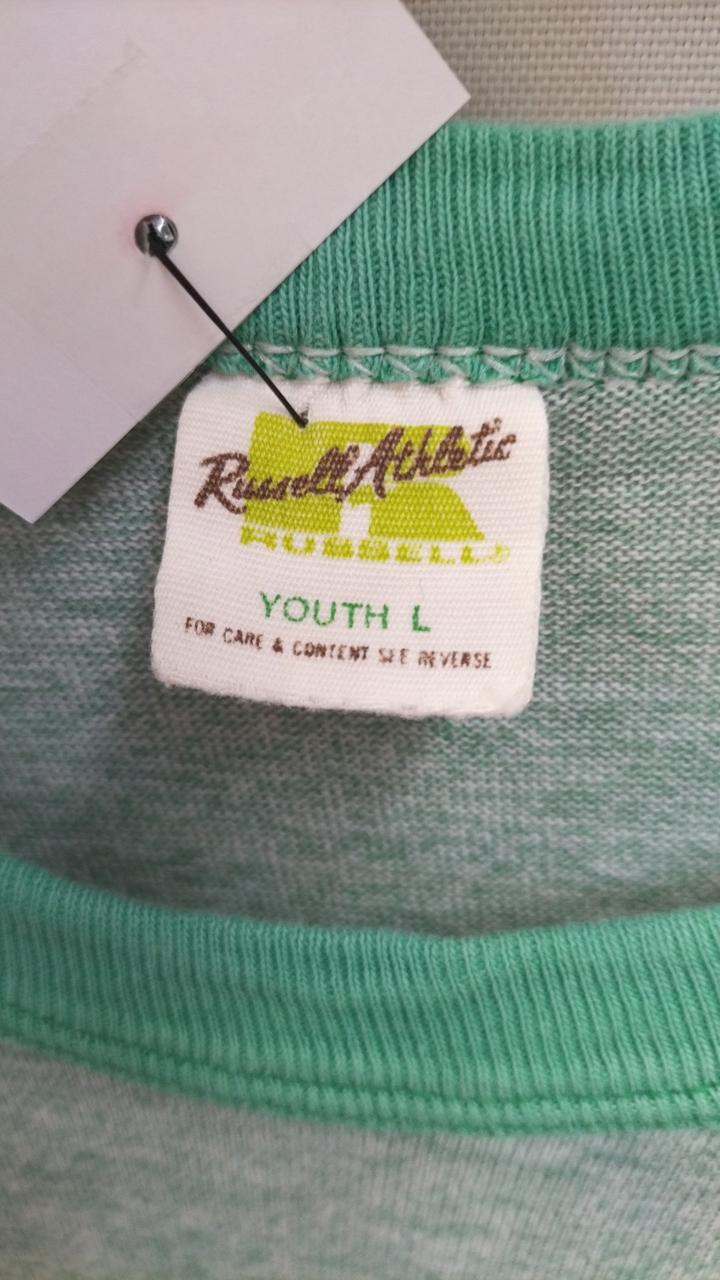 Russell Athletic
RUSSELL
YOUTH L
FOR CARE & CONTENT SEE REVERSE